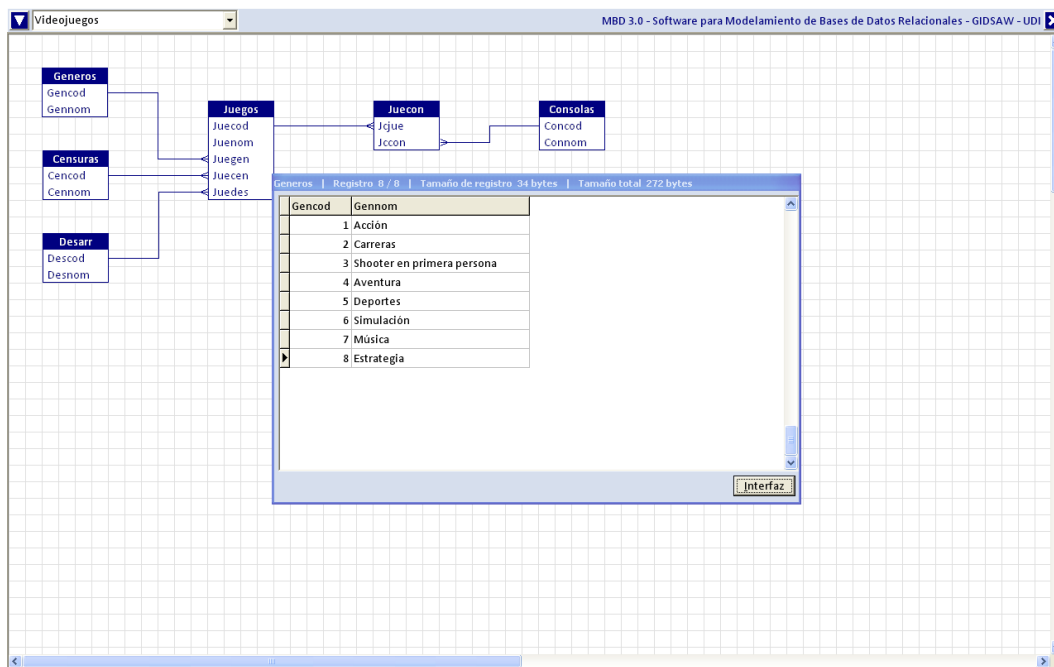 Videojuegos
MBD 3.0 - Software para Modelamiento de Bases de Datos Relacionales - GIDSAW - UDI
Generos
Gencod
Gennom
Juegos
Juecod
Juenom
Juegen
Juecen
Juedes
Juecon
Jcjue
Jccon
Consolas
Concod
Connom
Censuras
Cencod
Cennom
Desarr
Descod
Desnom
Generos | Registro 8 / 8 | Tamaño de registro 34 bytes | Tamaño total 272 bytes
Gencod Gennom
1 Acción
2 Carreras
3 Shooter en primera persona
4 Aventura
5 Deportes
6 Simulación
7 Música
8 Estrategia
Interfaz